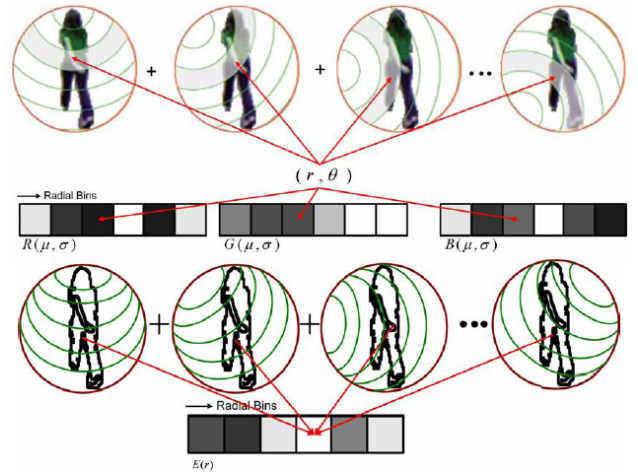 + + •••
( r , θ )
Radial Bins
R(μ, σ) G(μ, σ) B(μ, σ)
+ + •••
Radial Bins
E(r)